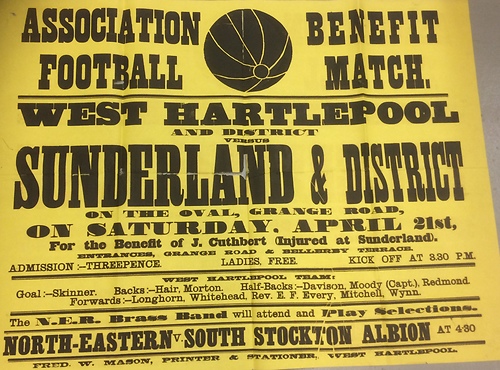 ASSOCIATION BENEFIT
FOOTBALL MATCH.
WEST HARTLEPOOL
AND DISTRICT
VERSUS
SUNDERLAND & DISTRICT
ON THE OVAL, GRANGE ROAD,
ON SATURDAY, APRIL 21st,
For the Benefit of J. Cuthbert (Injured at Sunderland).
ENTRANCES, GRANGE ROAD & BELLERBY TERRACE.
ADMISSION:—THREEPENCE. LADIES, FREE. KICK OFF AT 3.30 P.M.
WEST HARTLEPOOL TEAM:
Goal:—Skinner. Backs:—Hair, Morton. Half-Backs:—Davison, Moody (Capt.), Redmond.
Forwards:—Longhorn, Whitehead, Rev. E. F. Every, Mitchell, Wynn.
The N.E.R. Brass Band will attend and Play Selections.
NORTH-EASTERN v. SOUTH STOCKTON ALBION AT 4.30
FRED. W. MASON, PRINTER & STATIONER, WEST HARTLEPOOL.